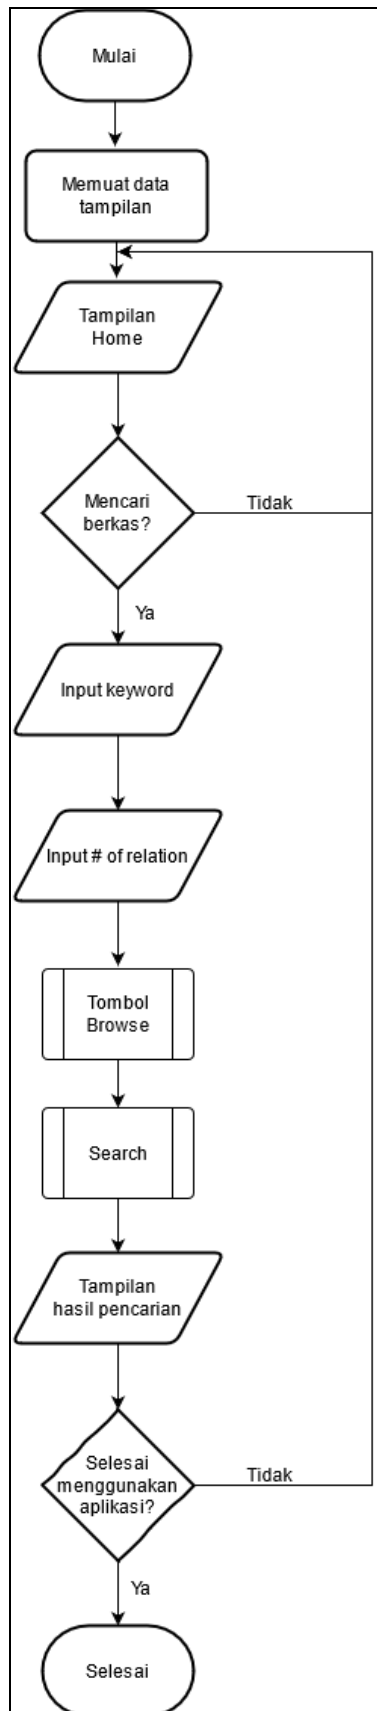 Mulai
Memuat data
tampilan
Tampilan
Home
Mencari
berkas?
Tidak
Ya
Input keyword
Input # of relation
Tombol
Browse
Search
Tampilan
hasil pencarian
Selesai
menggunakan
aplikasi?
Tidak
Ya
Selesai